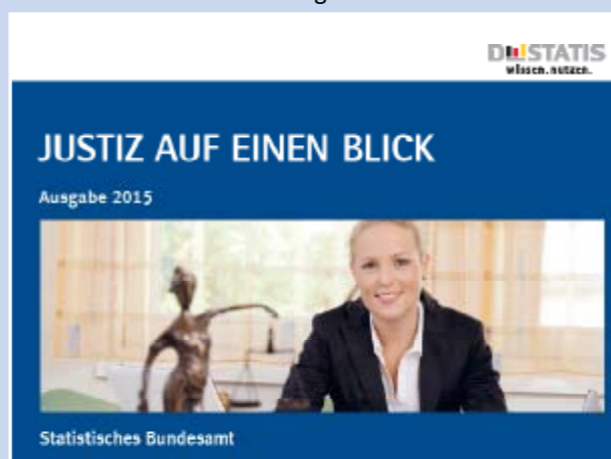 DESTATIS
wissen.nutzen.
JUSTIZ AUF EINEN BLICK
Ausgabe 2015
Statistisches Bundesamt